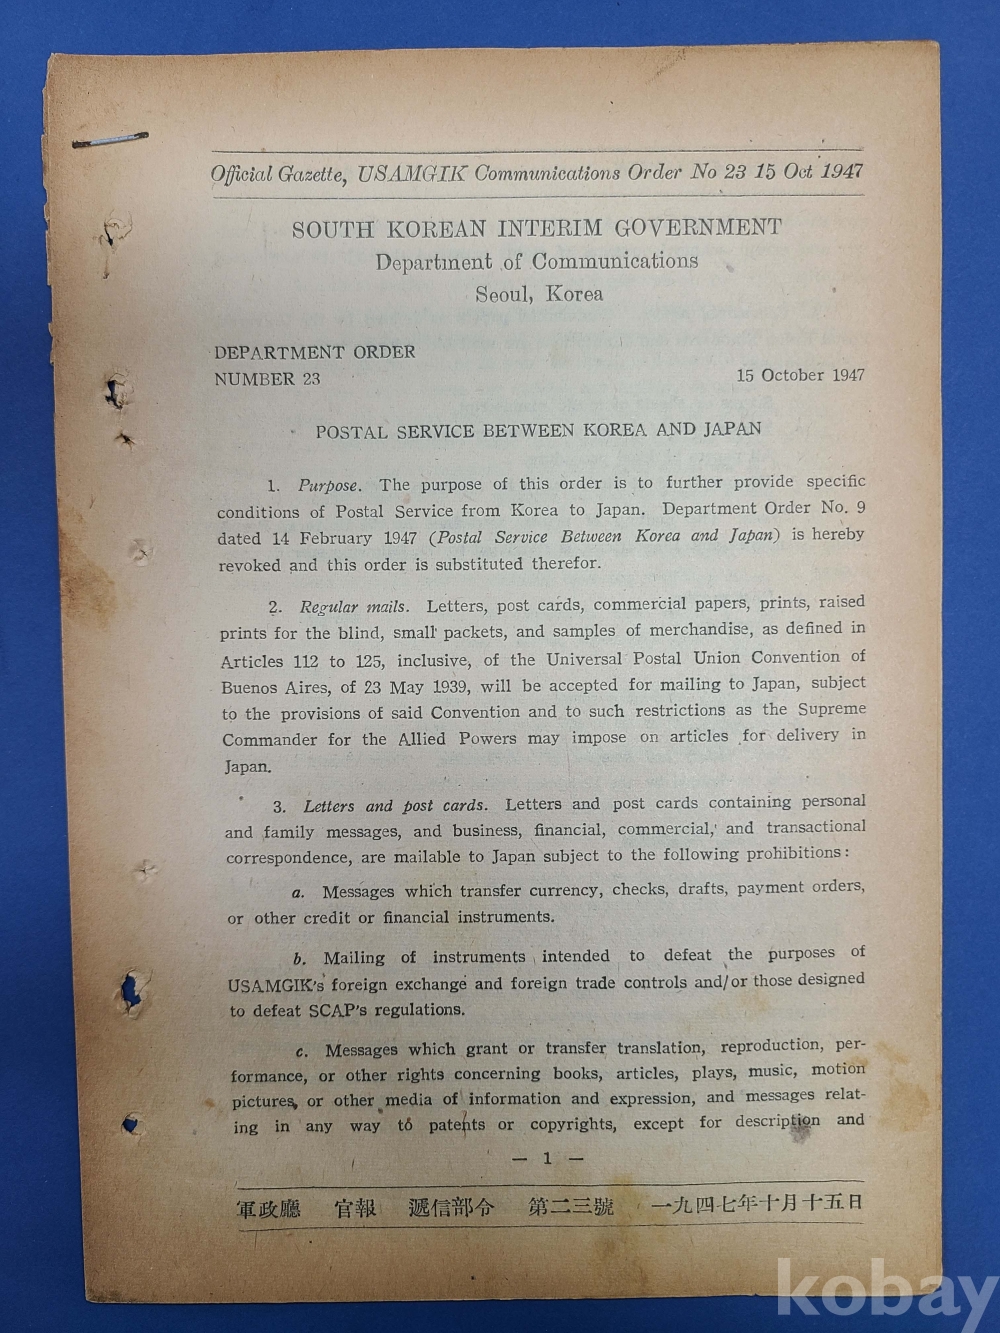 Official Gazette, USAMGIK Communications Order No 23 15 Oct 1947
SOUTH KOREAN INTERIM GOVERNMENT
Department of Communications
Seoul, Korea
DEPARTMENT ORDER
NUMBER 23
15 October 1947
POSTAL SERVICE BETWEEN KOREA AND JAPAN
1. Purpose. The purpose of this order is to further provide specific
conditions of Postal Service from Korea to Japan. Department Order No. 9
dated 14 February 1947 (Postal Service Between Korea and Japan) is hereby
revoked and this order is substituted therefor.
2. Regular mails. Letters, post cards, commercial papers, prints, raised
prints for the blind, small packets, and samples of merchandise, as defined in
Articles 112 to 125, inclusive, of the Universal Postal Union Convention of
Buenos Aires, of 23 May 1939, will be accepted for mailing to Japan, subject
to the provisions of said Convention and to such restrictions as the Supreme
Commander for the Allied Powers may impose on articles for delivery in
Japan.
3. Letters and post cards. Letters and post cards containing personal
and family messages, and business, financial, commercial, and transactional
correspondence, are mailable to Japan subject to the following prohibitions:
a. Messages which transfer currency, checks, drafts, payment orders,
or other credit or financial instruments.
b. Mailing of instruments intended to defeat the purposes of
USAMGIK's foreign exchange and foreign trade controls and/or those designed
to defeat SCAP's regulations.
c. Messages which grant or transfer translation, reproduction, per-
formance, or other rights concerning books, articles, plays, music, motion
pictures, or other media of information and expression, and messages relat-
ing in any way to patents or copyrights, except for description and
— 1 —
軍政廳 官報 遞信部令 第二三號 一九四七年十月十五日
kobay